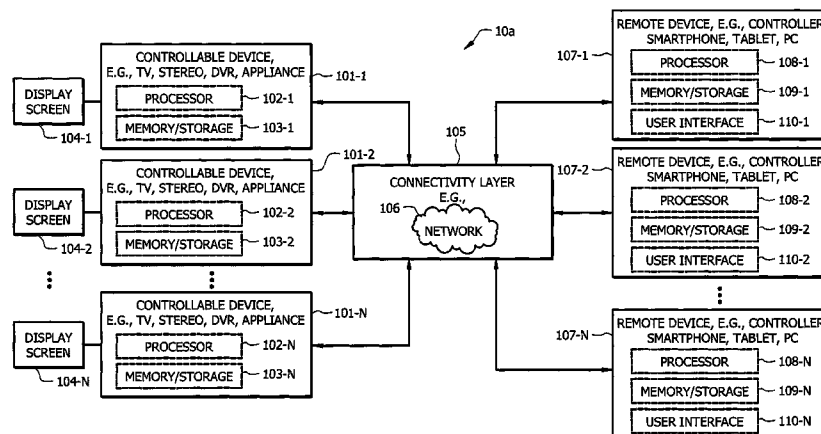 10a
CONTROLLABLE DEVICE,
E.G., TV, STEREO, DVR, APPLIANCE
101-1
PROCESSOR
102-1
MEMORY/STORAGE
103-1
DISPLAY
SCREEN
104-1
CONTROLLABLE DEVICE,
E.G., TV, STEREO, DVR, APPLIANCE
101-2
PROCESSOR
102-2
MEMORY/STORAGE
103-2
DISPLAY
SCREEN
104-2
CONTROLLABLE DEVICE,
E.G., TV, STEREO, DVR, APPLIANCE
101-N
PROCESSOR
102-N
MEMORY/STORAGE
103-N
DISPLAY
SCREEN
104-N
105
CONNECTIVITY LAYER
E.G.,
106
NETWORK
REMOTE DEVICE, E.G., CONTROLLER
SMARTPHONE, TABLET, PC
107-1
PROCESSOR
108-1
MEMORY/STORAGE
109-1
USER INTERFACE
110-1
REMOTE DEVICE, E.G., CONTROLLER
SMARTPHONE, TABLET, PC
107-2
PROCESSOR
108-2
MEMORY/STORAGE
109-2
USER INTERFACE
110-2
REMOTE DEVICE, E.G., CONTROLLER
SMARTPHONE, TABLET, PC
107-N
PROCESSOR
108-N
MEMORY/STORAGE
109-N
USER INTERFACE
110-N